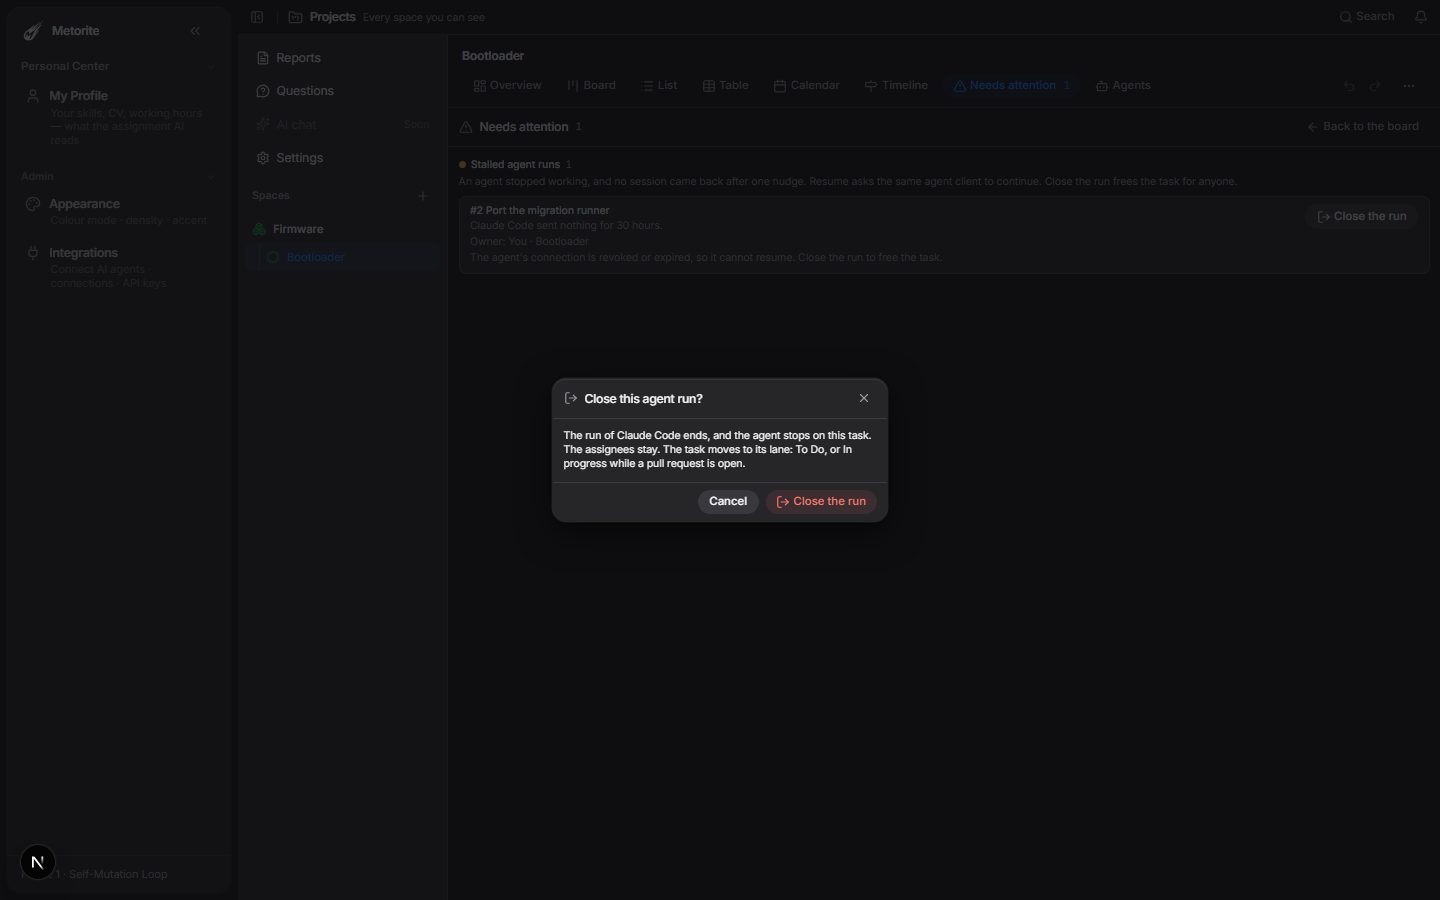 Metorite
Personal Center
My Profile
Your skills, CV, working hours
— what the assignment AI
reads
Admin
Appearance
Colour mode · density · accent
Integrations
Connect AI agents ·
connections · API keys
N
1 · Self-Mutation Loop
Projects Every space you can see
Search
Reports
Questions
AI chat Soon
Settings
Spaces
Firmware
Bootloader
Bootloader
Overview Board List Table Calendar Timeline Needs attention 1 Agents
Needs attention 1
Back to the board
Stalled agent runs 1
An agent stopped working, and no session came back after one nudge. Resume asks the same agent client to continue. Close the run frees the task for anyone.
#2 Port the migration runner
Claude Code sent nothing for 30 hours.
Owner: You · Bootloader
The agent's connection is revoked or expired, so it cannot resume. Close the run to free the task.
Close the run
Close this agent run?
The run of Claude Code ends, and the agent stops on this task.
The assignees stay. The task moves to its lane: To Do, or In
progress while a pull request is open.
Cancel
Close the run